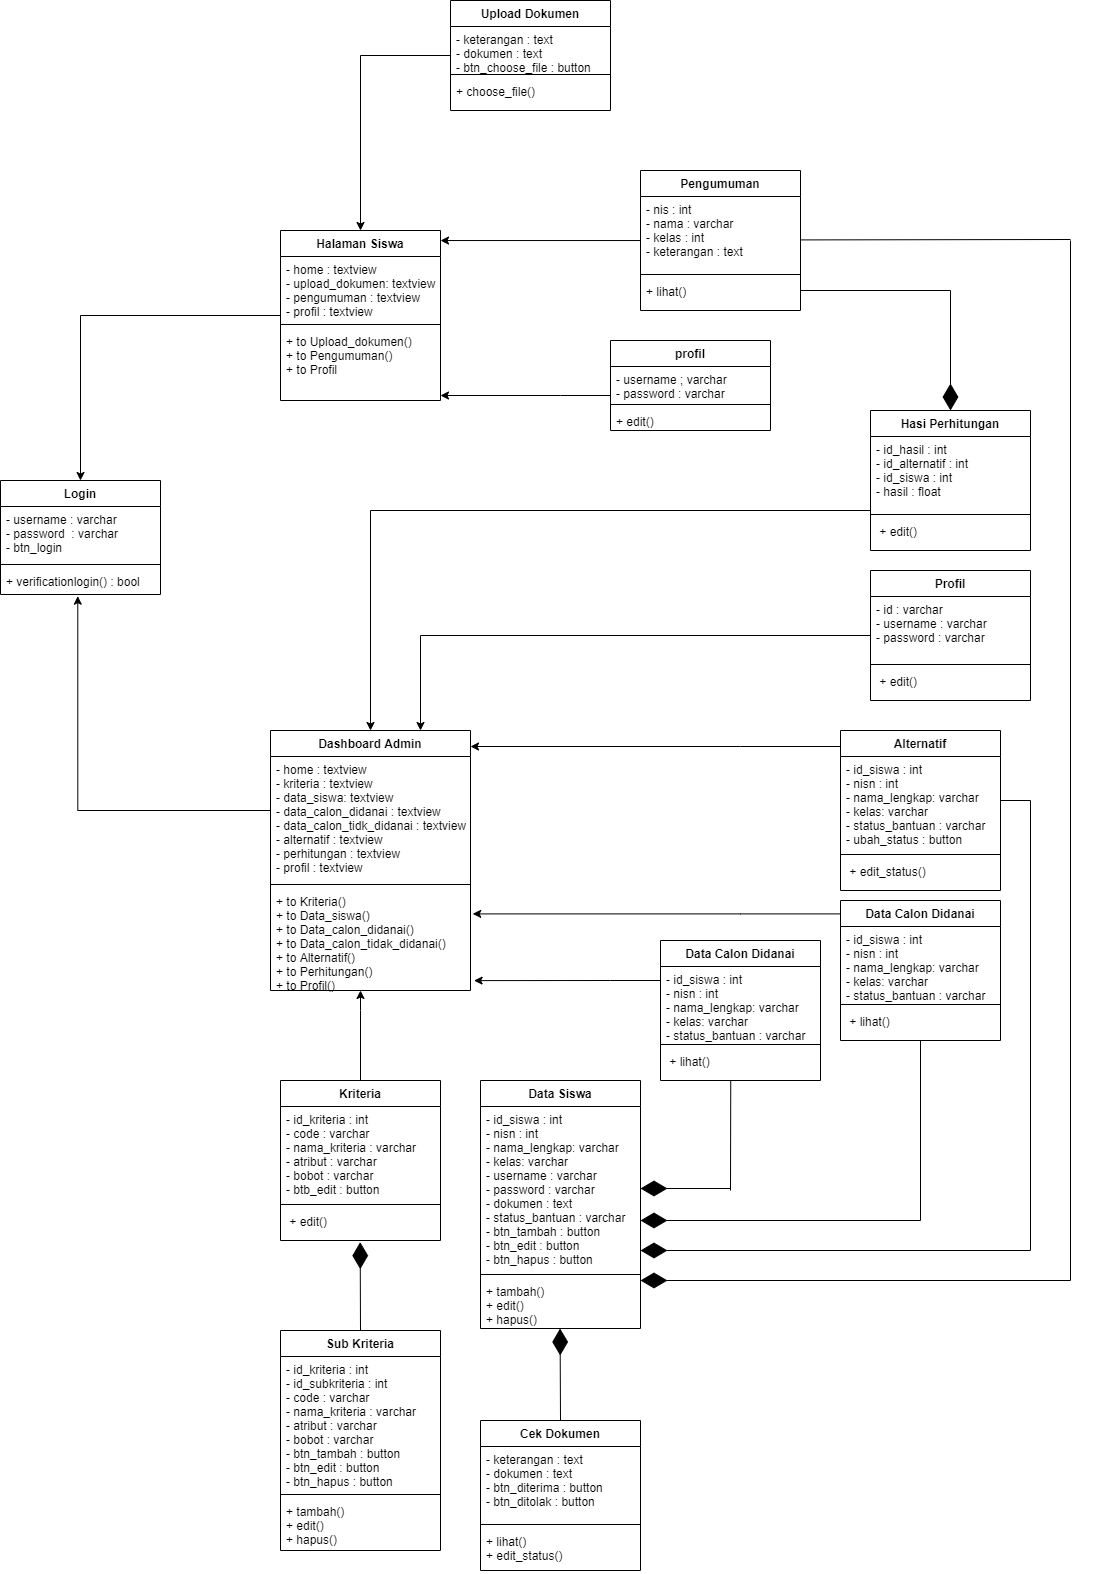 Upload Dokumen
- keterangan : text
- dokumen : text
- btn_choose_file : button
+ choose_file()
Pengumuman
- nis : int
- nama : varchar
- kelas : int
- keterangan : text
+ lihat()
Halaman Siswa
- home : textview
- upload_dokumen: textview
- pengumuman : textview
- profil : textview
+ to Upload_dokumen()
+ to Pengumuman()
+ to Profil
profil
- username ; varchar
- password : varchar
+ edit()
Hasi Perhitungan
- id_hasil : int
- id_alternatif : int
- id_siswa : int
- hasil : float
+ edit()
Login
- username : varchar
- password  : varchar
- btn_login
+ verificationlogin() : bool
Profil
- id : varchar
- username : varchar
- password : varchar
+ edit()
Dashboard Admin
- home : textview
- kriteria : textview
- data_siswa: textview
- data_calon_didanai : textview
- data_calon_tidk_didanai : textview
- alternatif : textview
- perhitungan : textview
- profil : textview
+ to Kriteria()
+ to Data_siswa()
+ to Data_calon_didanai()
+ to Data_calon_tidak_didanai()
+ to Alternatif()
+ to Perhitungan()
+ to Profil()
Alternatif
- id_siswa : int
- nisn : int
- nama_lengkap: varchar
- kelas: varchar
- status_bantuan : varchar
- ubah_status : button
+ edit_status()
Data Calon Didanai
- id_siswa : int
- nisn : int
- nama_lengkap: varchar
- kelas: varchar
- status_bantuan : varchar
+ lihat()
Data Calon Didanai
- id_siswa : int
- nisn : int
- nama_lengkap: varchar
- kelas: varchar
- status_bantuan : varchar
+ lihat()
Kriteria
- id_kriteria : int
- code : varchar
- nama_kriteria : varchar
- atribut : varchar
- bobot : varchar
- btb_edit : button
+ edit()
Data Siswa
- id_siswa : int
- nisn : int
- nama_lengkap: varchar
- kelas: varchar
- username : varchar
- password : varchar
- dokumen : text
- status_bantuan : varchar
- btn_tambah : button
- btn_edit : button
- btn_hapus : button
+ tambah()
+ edit()
+ hapus()
Sub Kriteria
- id_kriteria : int
- id_subkriteria : int
- code : varchar
- nama_kriteria : varchar
- atribut : varchar
- bobot : varchar
- btn_tambah : button
- btn_edit : button
- btn_hapus : button
+ tambah()
+ edit()
+ hapus()
Cek Dokumen
- keterangan : text
- dokumen : text
- btn_diterima : button
- btn_ditolak : button
+ lihat()
+ edit_status()